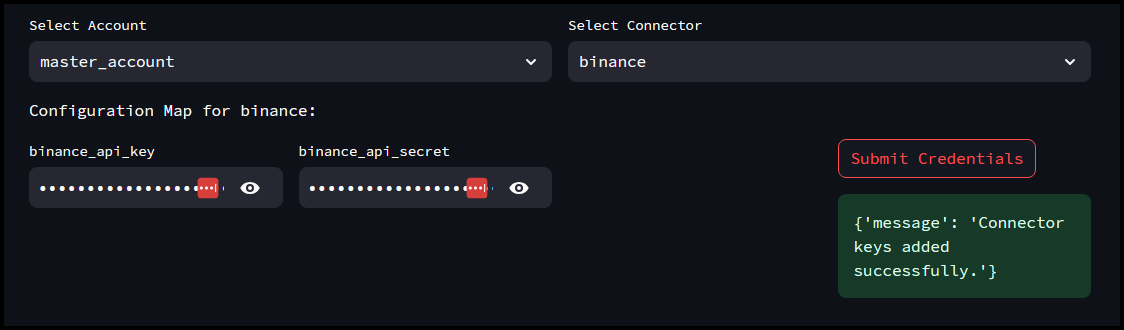 Select Account
Select Connector
master_account
binance
Configuration Map for binance:
binance_api_key
binance_api_secret
Submit Credentials
{'message': 'Connector
keys added
successfully.'}